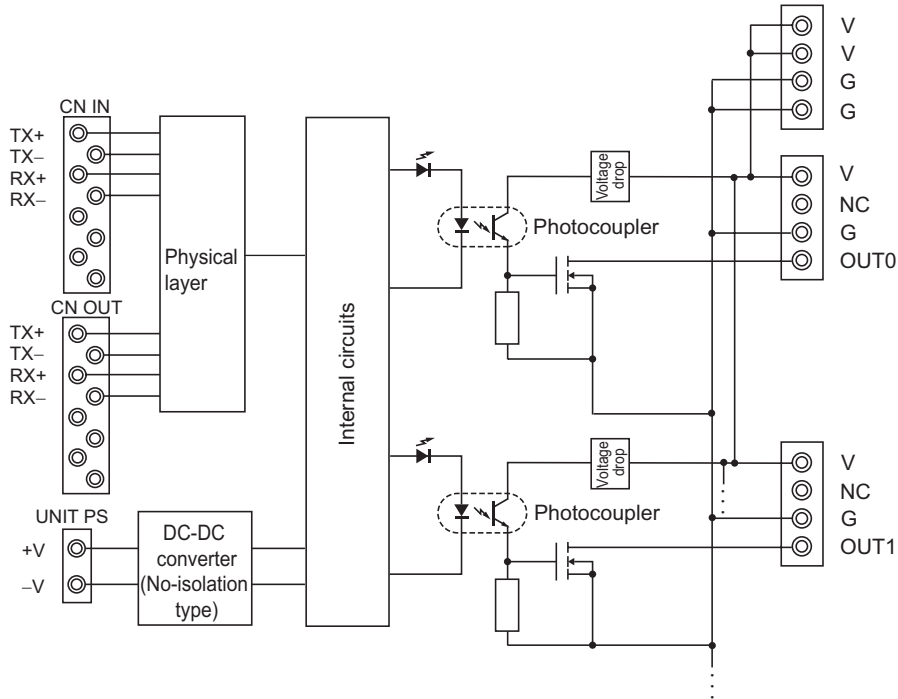 CN IN
TX+
TX–
RX+
RX–
Physical
layer
CN OUT
TX+
TX–
RX+
RX–
UNIT PS
+V
–V
DC-DC
converter
(No-isolation
type)
Internal circuits
Photocoupler
Voltage
drop
Photocoupler
Voltage
drop
V
V
G
G
V
NC
G
OUT0
V
NC
G
OUT1